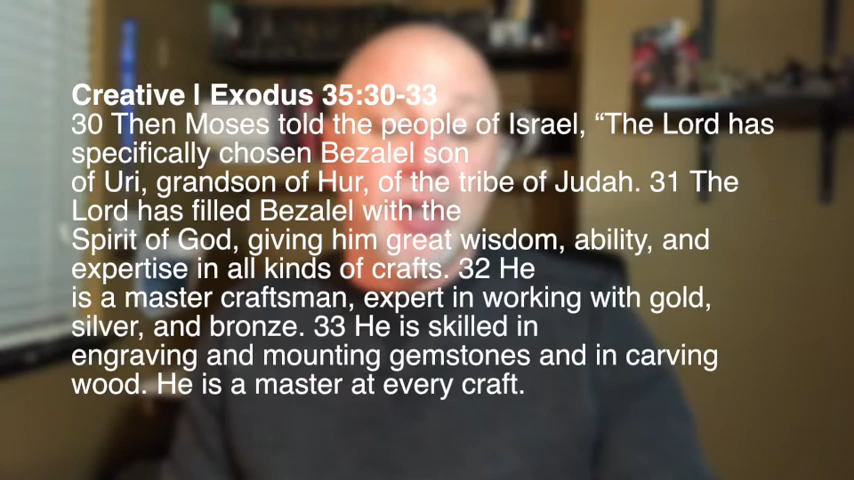 Creative | Exodus 35:30-33
30 Then Moses told the people of Israel, “The Lord has
specifically chosen Bezalel son
of Uri, grandson of Hur, of the tribe of Judah. 31 The
Lord has filled Bezalel with the
Spirit of God, giving him great wisdom, ability, and
expertise in all kinds of crafts. 32 He
is a master craftsman, expert in working with gold,
silver, and bronze. 33 He is skilled in
engraving and mounting gemstones and in carving
wood. He is a master at every craft.